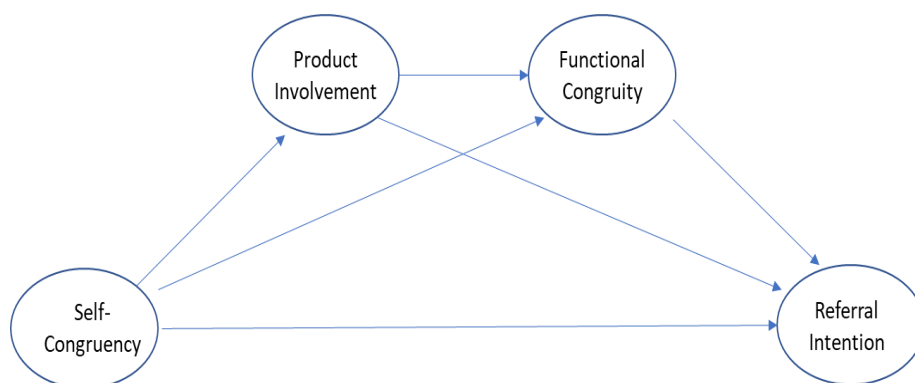 Product
Involvement
Functional
Congruity
Self-
Congruency
Referral
Intention